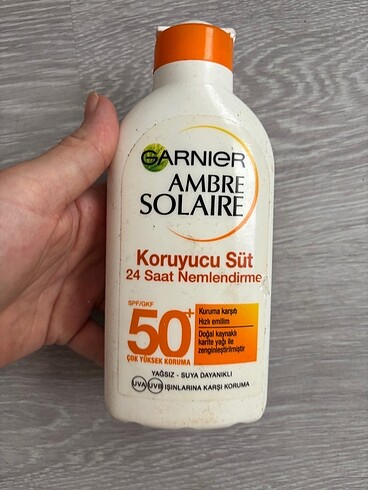 GARNIER
AMBRE
SOLAIRE
Koruyucu Süt
24 Saat Nemlendirme
SPF/GKF
50+
ÇOK YÜKSEK KORUMA
Kuruma karşıtı
Hızlı emilim
Doğal kaynaklı
karite yağı ile
zenginleştirilmiştir
YAĞSIZ - SUYA DAYANIKLI
UVA UVB IŞINLARINA KARŞI KORUMA